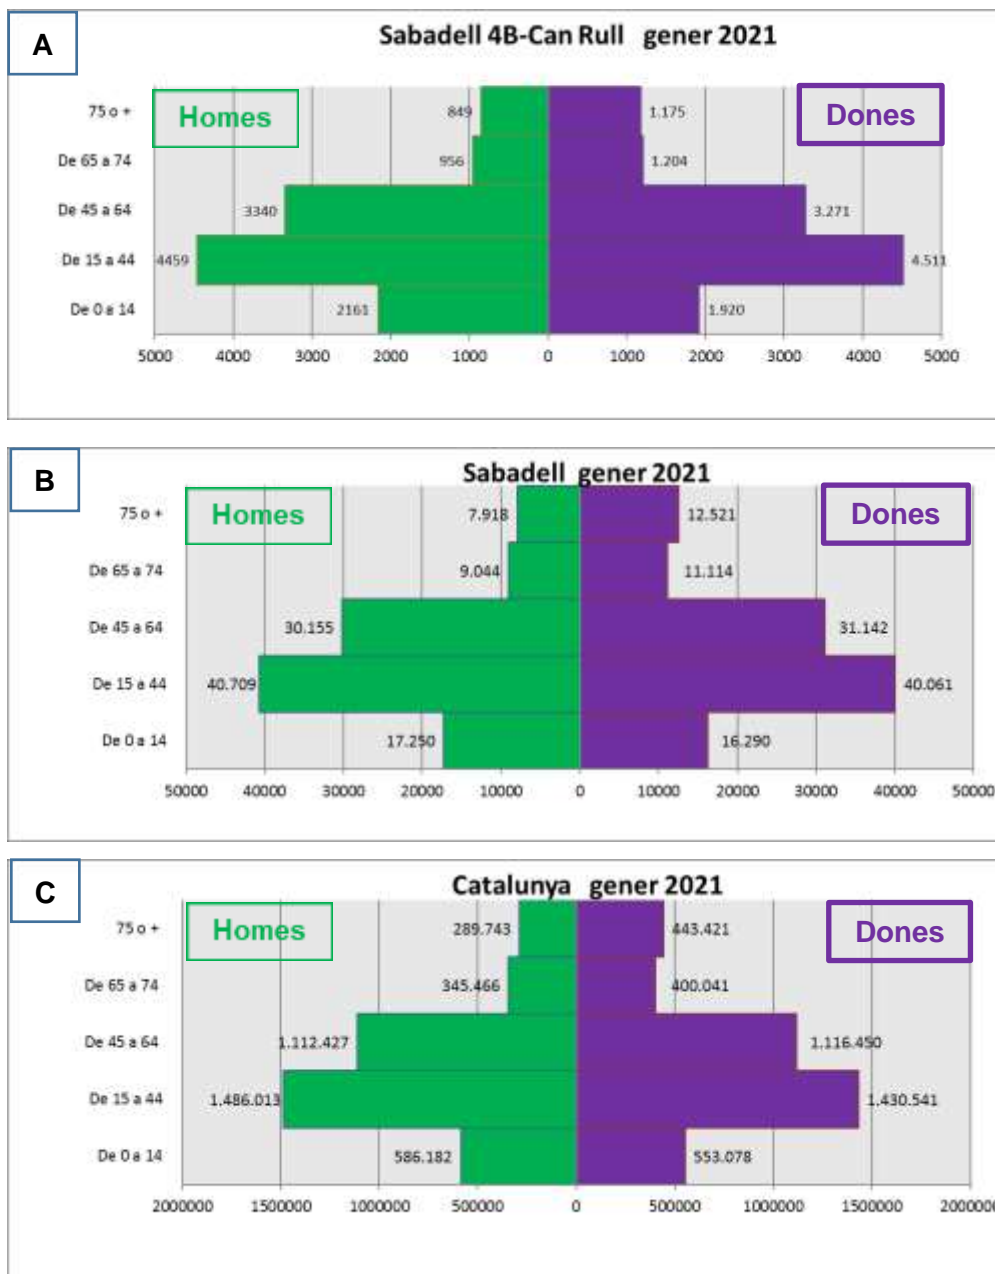 A
Sabadell 4B-Can Rull gener 2021
Homes
Dones
75 o + 849 1.175
De 65 a 74 956 1.204
De 45 a 64 3340 3.271
De 15 a 44 4459 4.511
De 0 a 14 2161 1.920
5000 4000 3000 2000 1000 0 1000 2000 3000 4000 5000
B
Sabadell gener 2021
Homes
Dones
75 o + 7.918 12.521
De 65 a 74 9.044 11.114
De 45 a 64 30.155 31.142
De 15 a 44 40.709 40.061
De 0 a 14 17.250 16.290
50000 40000 30000 20000 10000 0 10000 20000 30000 40000 50000
C
Catalunya gener 2021
Homes
Dones
75 o + 289.743 443.421
De 65 a 74 345.466 400.041
De 45 a 64 1.112.427 1.116.450
De 15 a 44 1.486.013 1.430.541
De 0 a 14 586.182 553.078
2000000 1500000 1000000 500000 0 500000 1000000 1500000 2000000